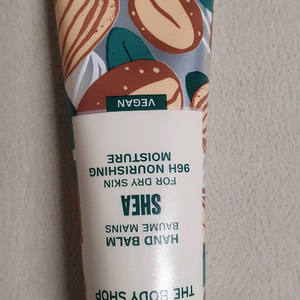 THE BODY SHOP
HAND BALM
BAUME MAINS
SHEA
FOR DRY SKIN
96H NOURISHING
MOISTURE
VEGAN